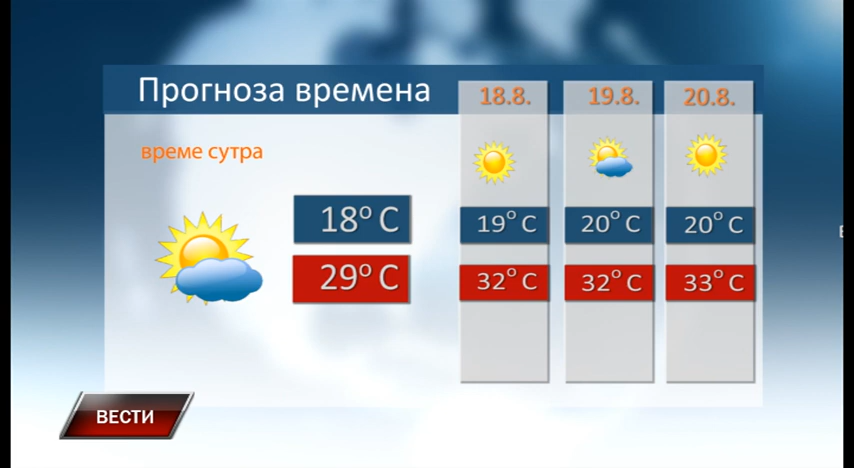 Прогноза времена
време сутра
18° C
29° C
18.8.
19.8.
20.8.
19° C
20° C
20° C
32° C
32° C
33° C
ВЕСТИ